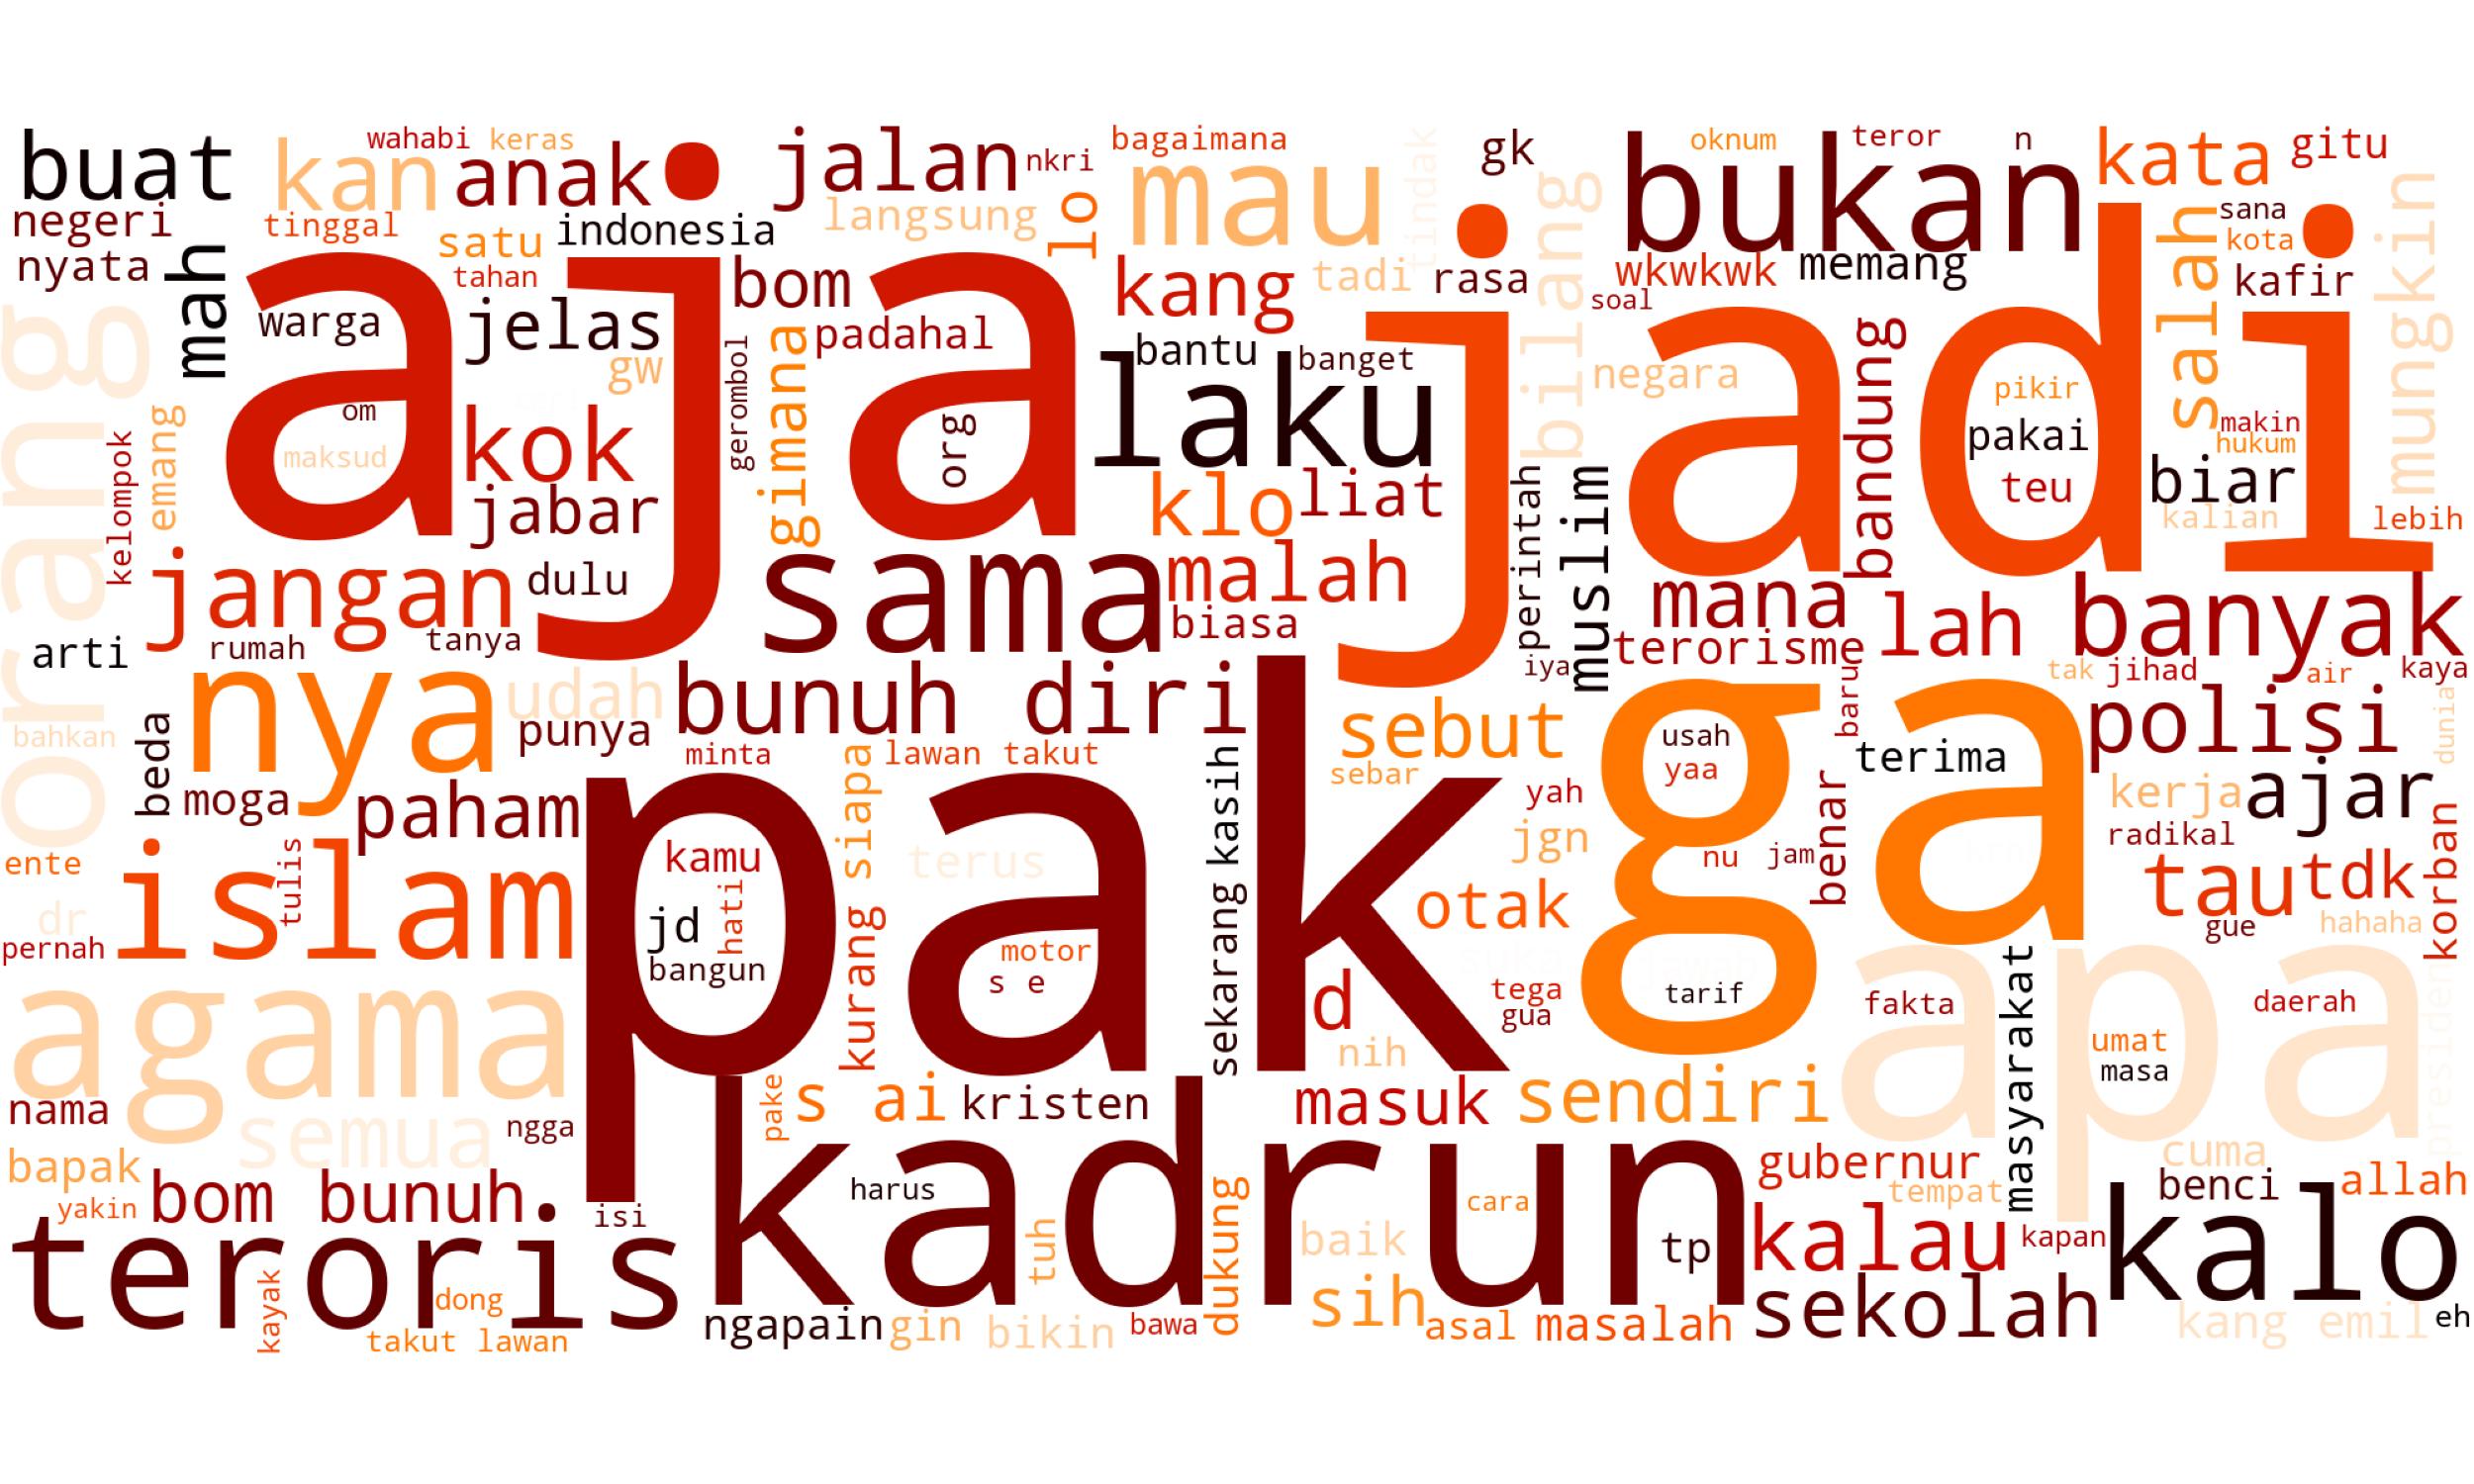 buat
kan
wahabi
keras
anak
jalan
nkri
bagaimana
mau
tindak
gk
bukan
oknum
teror
n
kata
gitu
negeri
tinggal
satu
indonesia
langsung
lo
bilang
salah
sana
kota
mungkin
nyata
mah
tahan
bom
kang
tadi
rasa
wkwkwk
memang
soal
kafir
orang
aja
jadi
warga
jelas
gw
gerombol
gimana
padahal
bantu
banget
laku
negara
bandung
pikir
pakai
teu
makin
hukum
biar
kalian
lebih
kelompok
emang
om
maksud
kok
jabar
org
klo
liat
perintah
muslim
jangan
dulu
sama
malah
biasa
mana
terorisme
lah
banyak
arti
rumah
tanya
iya
baru
tak
jihad
air
kaya
bahkan
beda
nya
udah
punya
bunuh diri
sebut
sebar
ga
usah
yaa
terima
polisi
dunia
moga
paham
minta
siapa
lawan takut
sekarang kasih
pak
yah
jgn
nu
jam
benar
kerja
ajar
radikal
korban
ente
islam
tulis
kamu
jd
hati
bangun
kurang
terus
motor
s e
otak
tau
tdk
gue
hahaha
dr
pernah
d
nih
tega
gua
tarif
fakta
masyarakat
apa
umat
masa
daerah
presiden
agama
nama
semua
ngga
pake
s ai
kristen
masuk
sendiri
bapak
yakin
bom bunuh
isi
kadrun
harus
tuh
dukung
baik
cara
tp
gubernur
tempat
cuma
benci
allah
teroris
kayak
dong
takut lawan
ngapain
gin
bikin
bawa
sih
asal
masalah
kalau
kapan
sekolah
kalo
kang emil
eh